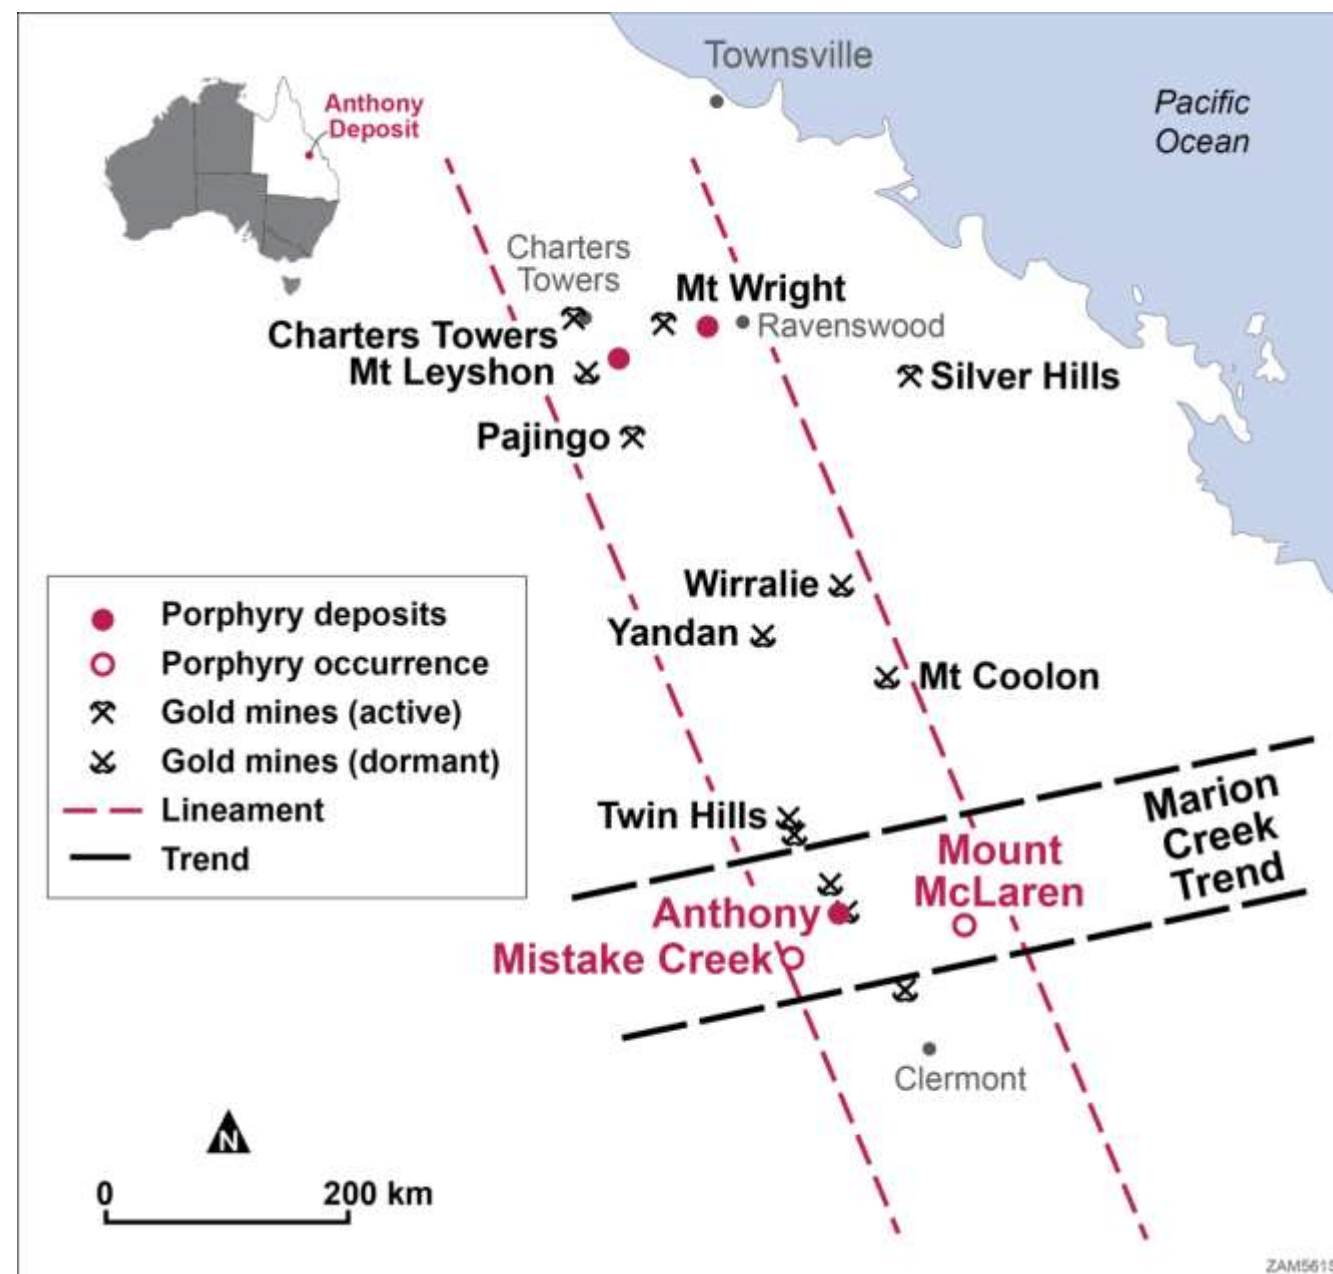 Townsville
Pacific
Ocean
Anthony
Deposit
Charters
Towers
Mt Wright
Ravenswood
Charters Towers
Mt Leyshon
Silver Hills
Pajingo
Wirralie
Yandan
Mt Coolon
Porphyry deposits
Porphyry occurrence
Gold mines (active)
Gold mines (dormant)
Lineament
Trend
Twin Hills
Marion
Creek
Trend
Mount
McLaren
Anthony
Mistake Creek
Clermont
N
0 200 km
ZAM5615